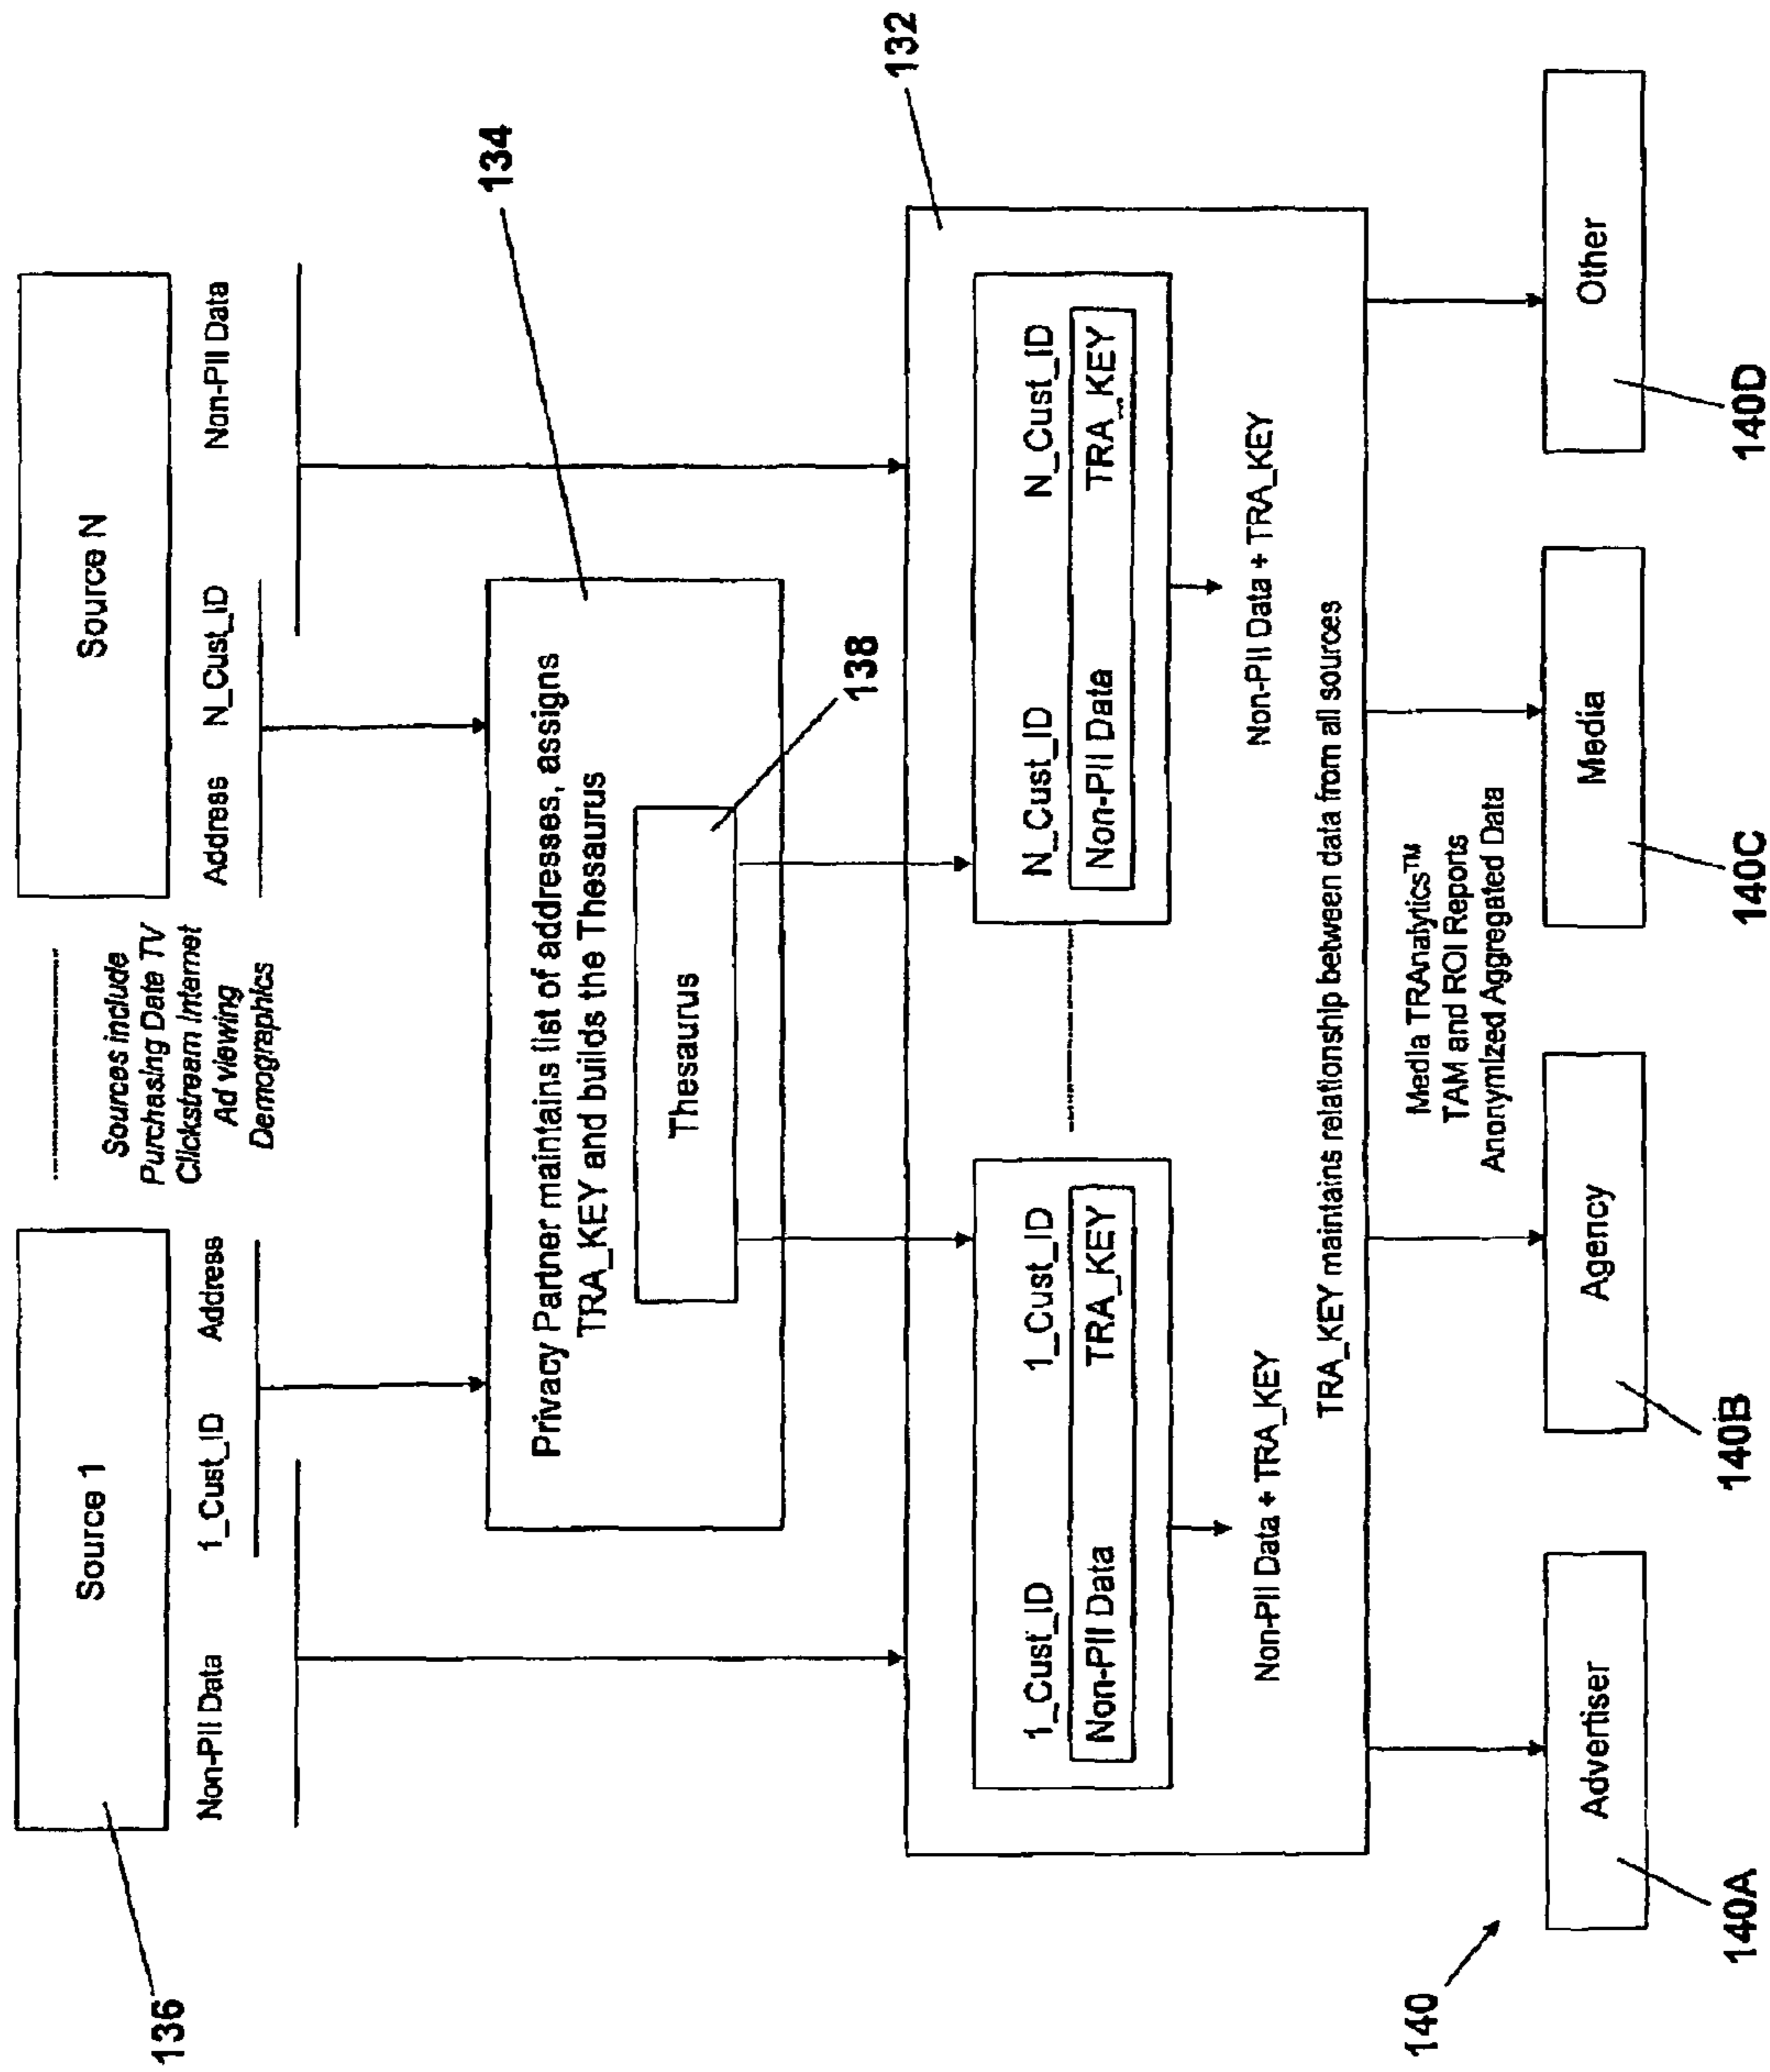 136
Source 1
Sources include
Purchasing Date TV
Clickstream Internet
Ad viewing
Demographics
Source N
Non-PII Data
1_Cust_ID
Address
Address
N_Cust_ID
Non-PII Data
134
Privacy Partner maintains list of addresses, assigns
TRA_KEY and builds the Thesaurus
Thesaurus
138
132
1_Cust_ID
1_Cust_ID
Non-PII Data
TRA_KEY
N_Cust_ID
N_Cust_ID
Non-PII Data
TRA_KEY
Non-PII Data + TRA_KEY
Non-PII Data + TRA_KEY
TRA_KEY maintains relationship between data from all sources
Media TRAnalytics™
TAM and ROI Reports
Anonymized Aggregated Data
140
Advertiser
Agency
Media
Other
140A
140B
140C
140D